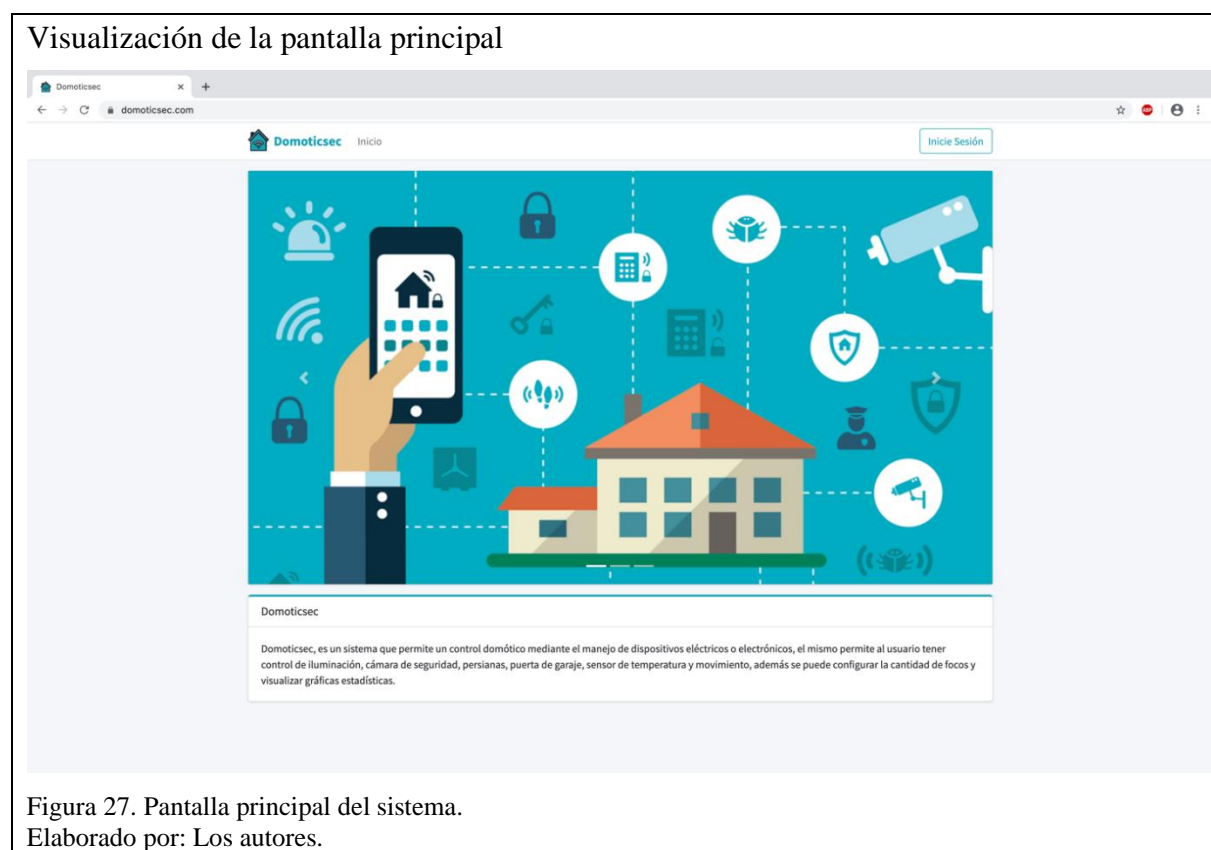 Visualización de la pantalla principal
Domoticsec
domoticsec.com
ABP
Domoticsec Inicio
Inicie Sesión
Domoticsec
Domoticsec, es un sistema que permite un control domótico mediante el manejo de dispositivos eléctricos o electrónicos, el mismo permite al usuario tener
control de iluminación, cámara de seguridad, persianas, puerta de garaje, sensor de temperatura y movimiento, además se puede configurar la cantidad de focos y
visualizar gráficas estadísticas.
Figura 27. Pantalla principal del sistema.
Elaborado por: Los autores.